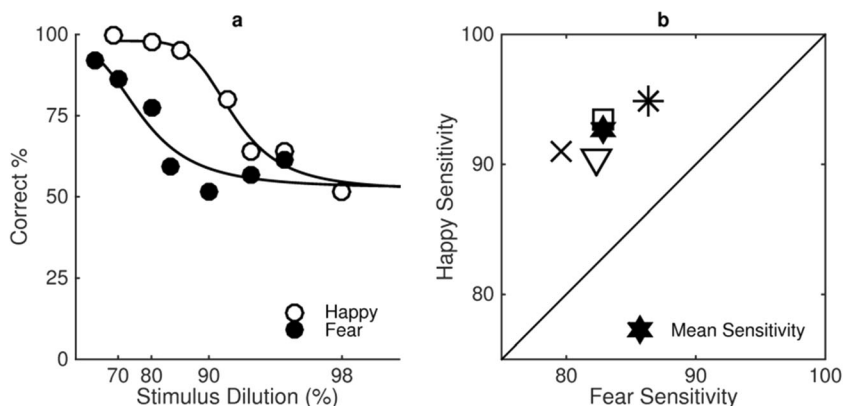 a
100
75
50
25
0
Correct %
Happy
Fear
70 80 90 98
Stimulus Dilution (%)
b
100
90
80
Happy Sensitivity
Mean Sensitivity
80 90 100
Fear Sensitivity